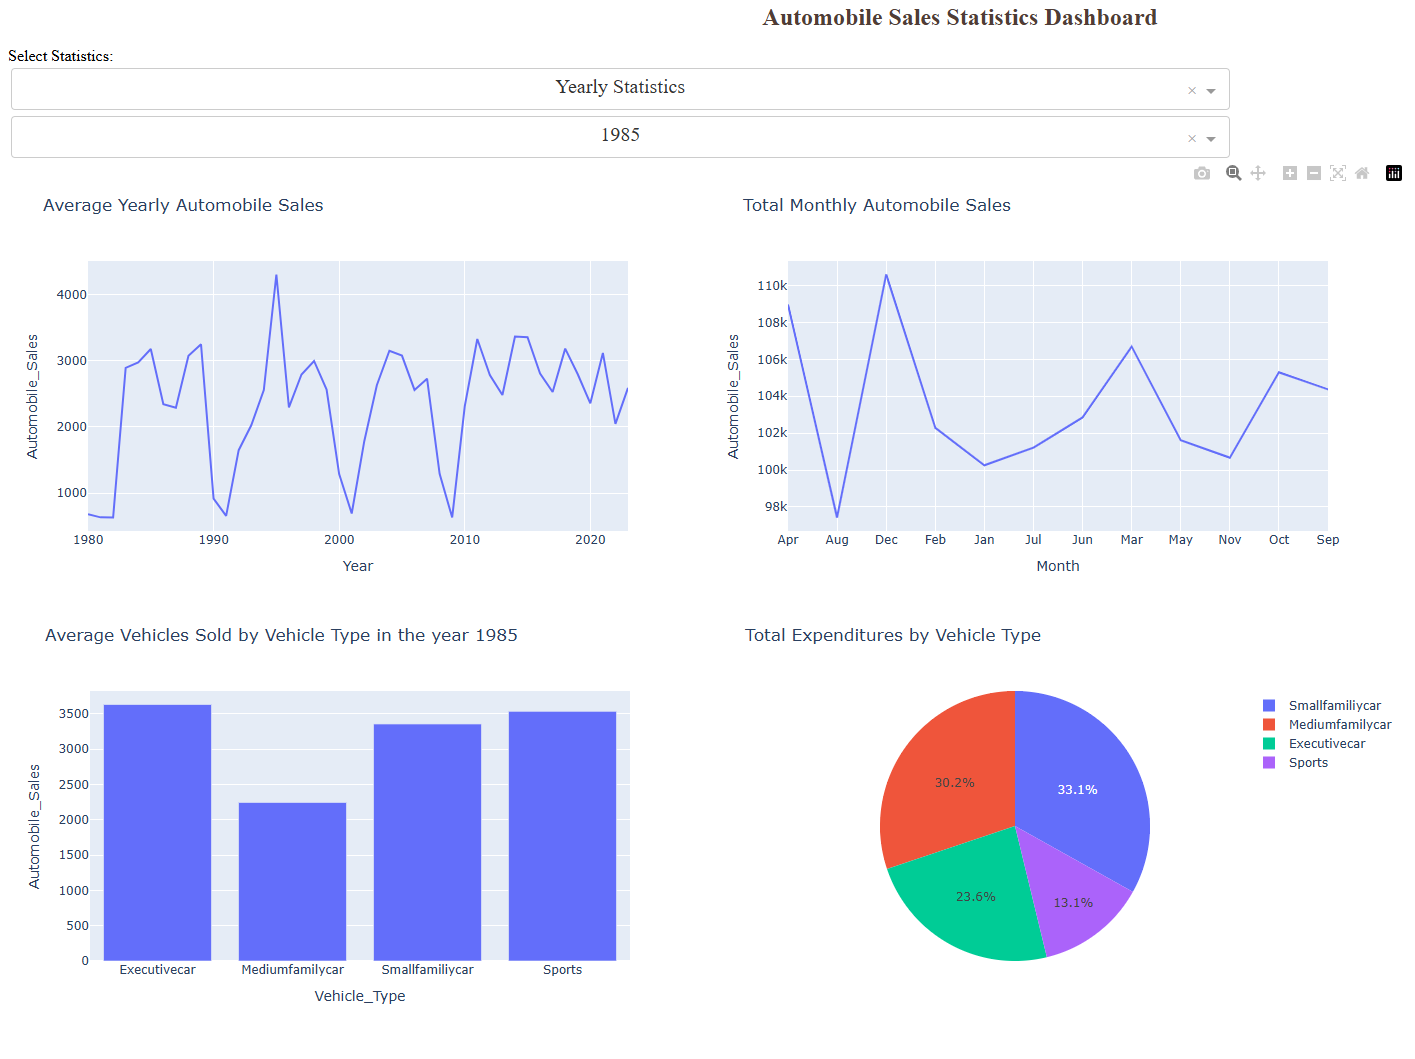 Automobile Sales Statistics Dashboard
Select Statistics:
Yearly Statistics
×
1985
×
Average Yearly Automobile Sales
Automobile_Sales
4000
3000
2000
1000
1980 1990 2000 2010 2020
Year
Total Monthly Automobile Sales
Automobile_Sales
110k
108k
106k
104k
102k
100k
98k
Apr Aug Dec Feb Jan Jul Jun Mar May Nov Oct Sep
Month
Average Vehicles Sold by Vehicle Type in the year 1985
Automobile_Sales
3500
3000
2500
2000
1500
1000
500
0
Executivecar Mediumfamilycar Smallfamiliycar Sports
Vehicle_Type
Total Expenditures by Vehicle Type
30.2%
33.1%
23.6%
13.1%
Smallfamiliycar
Mediumfamilycar
Executivecar
Sports